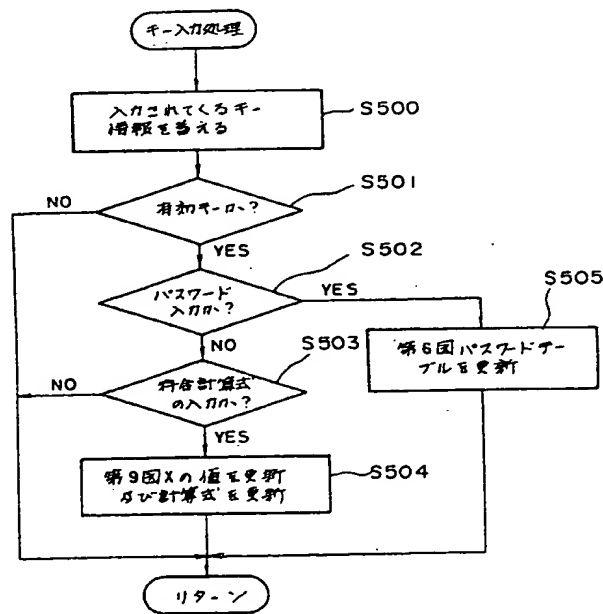 キー入力処理
入力されてくるキー
情報を蓄える
S500
有効キーか?
S501
NO
YES
パスワード
入力か?
S502
YES
NO
第6図パスワードテー
ブルを更新
S505
料金計算式
の入力か?
S503
NO
YES
第9図Xの値を更新
及び計算式を更新
S504
リターン